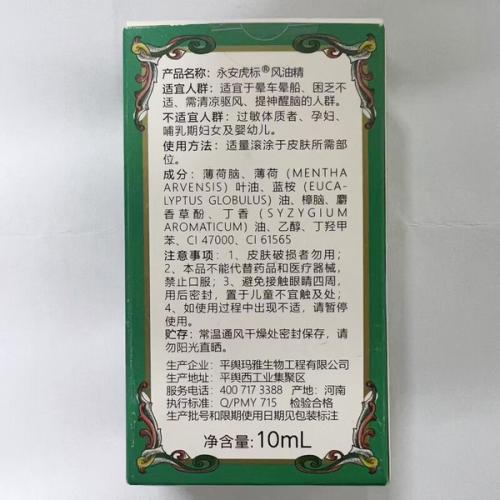 产品名称：永安虎标®风油精
适宜人群：适宜于晕车晕船、困乏不
适、需清凉驱风、提神醒脑的人群。
不适宜人群：过敏体质者、孕妇、
哺乳期妇女及婴幼儿。
使用方法：适量滚涂于皮肤所需部
位。
成分：薄荷脑、薄荷（MENTHA
ARVENSIS）叶油、蓝桉（EUCA-
LYPTUS GLOBULUS）油、樟脑、麝
香草酚、丁香（SYZYGIUM
AROMATICUM）油、乙醇、丁羟甲
苯、CI 47000、CI 61565
注意事项：1、皮肤破损者勿用；
2、本品不能代替药品和医疗器械，
禁止口服；3、避免接触眼睛四周，
用后密封，置于儿童不宜触及处；
4、如使用过程中出现不适，请暂停
使用。
贮存：常温通风干燥处密封保存，请
勿阳光直晒。
生产企业：平舆玛雅生物工程有限公司
生产地址：平舆西工业集聚区
服务电话：400 717 3388 产地：河南
执行标准：Q/PMY 715 检验合格
生产批号和限期使用日期见包装标注
净含量：10mL